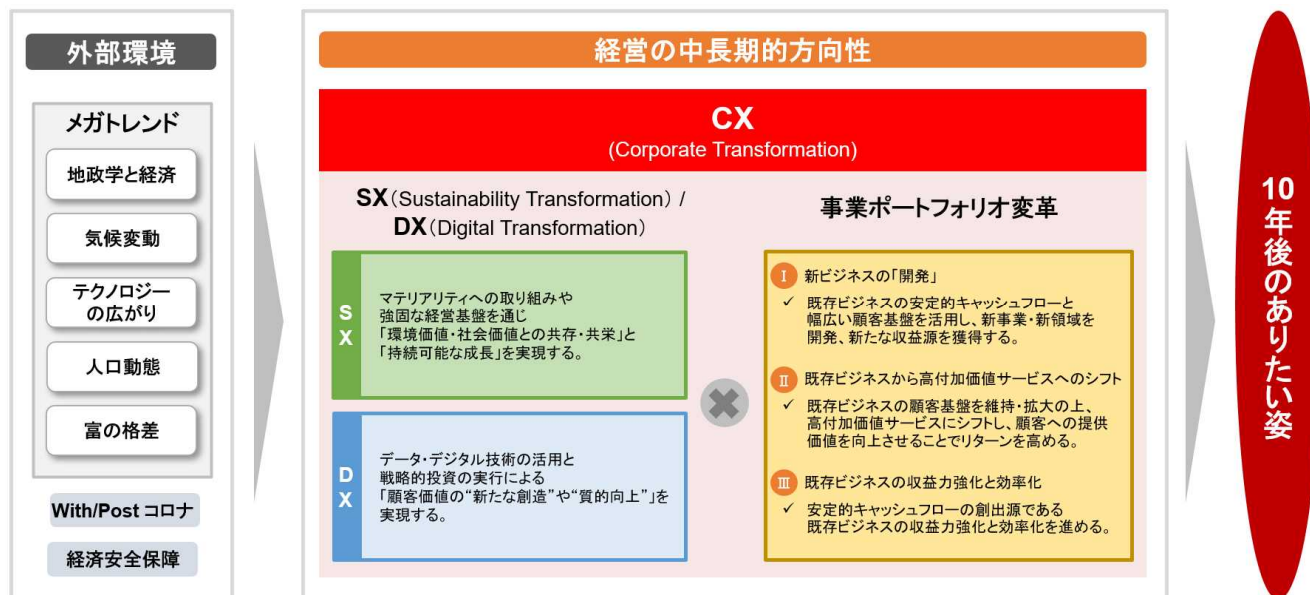 外部環境
メガトレンド
地政学と経済
気候変動
テクノロジー
の広がり
人口動態
富の格差
With/Post コロナ
経済安全保障
経営の中長期的方向性
CX
(Corporate Transformation)
SX(Sustainability Transformation) /
DX(Digital Transformation)
S
X
マテリアリティへの取り組みや
強固な経営基盤を通じ
「環境価値・社会価値との共存・共栄」と
「持続可能な成長」を実現する。
D
X
データ・デジタル技術の活用と
戦略的投資の実行による
「顧客価値の“新たな創造”や“質的向上”」を
実現する。
事業ポートフォリオ変革
Ⅰ 新ビジネスの「開発」
✓ 既存ビジネスの安定的キャッシュフローと
幅広い顧客基盤を活用し、新事業・新領域を
開発、新たな収益源を獲得する。
Ⅱ 既存ビジネスから高付加価値サービスへのシフト
✓ 既存ビジネスの顧客基盤を維持・拡大の上、
高付加価値サービスにシフトし、顧客への提供
価値を向上させることでリターンを高める。
Ⅲ 既存ビジネスの収益力強化と効率化
✓ 安定的キャッシュフローの創出源である
既存ビジネスの収益力強化と効率化を進める。
10年後のありたい姿